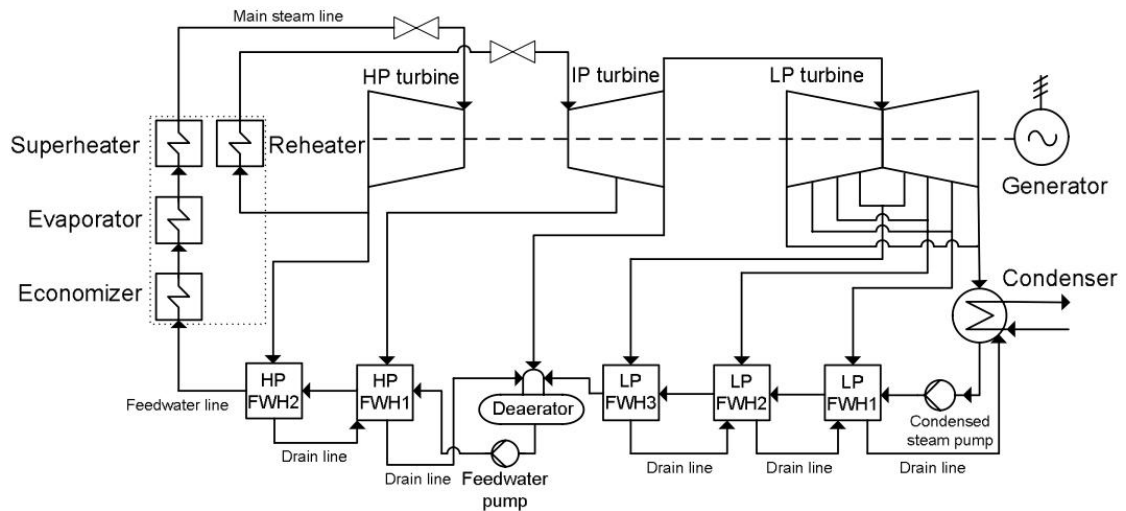 Main steam line
HP turbine
IP turbine
LP turbine
Superheater
Reheater
Evaporator
Generator
Economizer
Condenser
HP
FWH2
HP
FWH1
Deaerator
LP
FWH3
LP
FWH2
LP
FWH1
Feedwater line
Condensed
steam pump
Drain line
Drain line
Feedwater
pump
Drain line
Drain line
Drain line